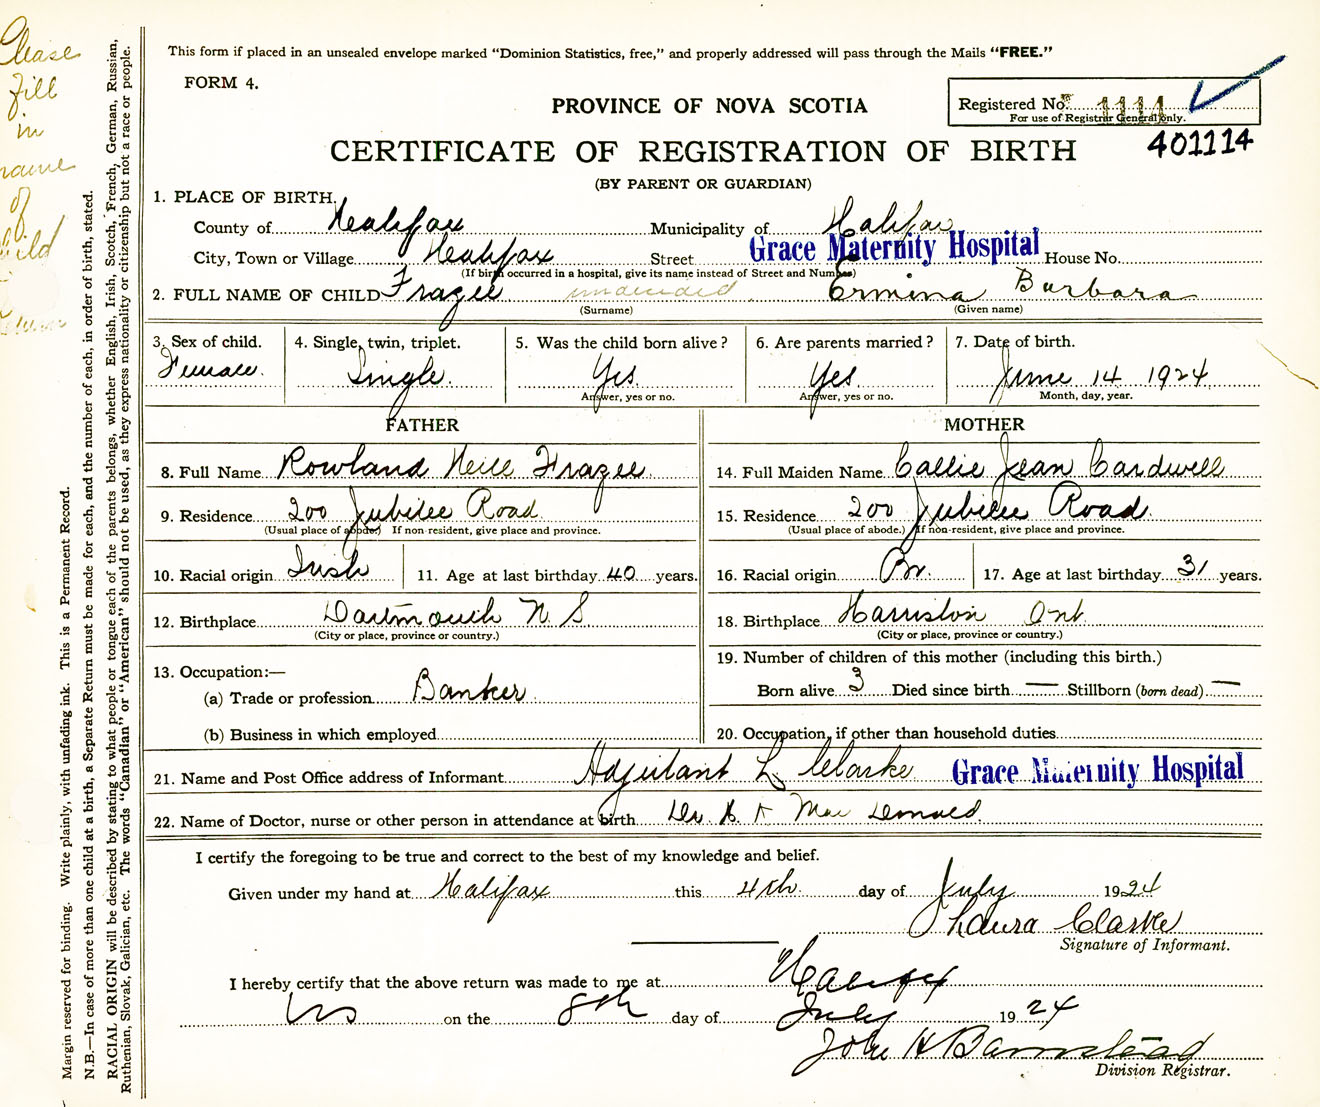 Please
fill
in
name
of
child
return
Margin reserved for binding. Write plainly, with unfading ink. This is a Permanent Record.
N.B.—In case of more than one child at a birth, a Separate Return must be made for each, and the number of each, in order of birth, stated.
RACIAL ORIGIN will be described by stating to what people or tongue each of the parents belongs, whether English, Irish, Scotch, French, German, Russian,
Ruthenian, Slovak, Galician, etc. The words "Canadian" or "American" should not be used, as they express nationality or citizenship but not a race or people.
This form if placed in an unsealed envelope marked "Dominion Statistics, free," and properly addressed will pass through the Mails "FREE."
FORM 4.
PROVINCE OF NOVA SCOTIA
Registered No. 1114
For use of Registrar General only.
401114
CERTIFICATE OF REGISTRATION OF BIRTH
(BY PARENT OR GUARDIAN)
1. PLACE OF BIRTH.
County of Halifax Municipality of Halifax
City, Town or Village Halifax Street Grace Maternity Hospital House No.
(If birth occurred in a hospital, give its name instead of Street and Number)
2. FULL NAME OF CHILD Frazee undecided Ermina Barbara
(Surname) (Given name)
3. Sex of child. 4. Single, twin, triplet. 5. Was the child born alive? 6. Are parents married? 7. Date of birth.
Female. Single. Yes Yes June 14 1924
Answer, yes or no. Answer, yes or no. Month, day, year.
FATHER MOTHER
8. Full Name Rowland Neill Frazee 14. Full Maiden Name Callie Jean Cardwell
9. Residence 200 Jubilee Road 15. Residence 200 Jubilee Road
(Usual place of abode.) If non-resident, give place and province. (Usual place of abode.) If non-resident, give place and province.
10. Racial origin Irish 11. Age at last birthday 40 years. 16. Racial origin Br. 17. Age at last birthday 31 years.
12. Birthplace Dartmouth N. S. 18. Birthplace Harriston Ont
(City or place, province or country.) (City or place, province or country.)
13. Occupation:— 19. Number of children of this mother (including this birth.)
(a) Trade or profession Banker Born alive 3 Died since birth — Stillborn (born dead) —
(b) Business in which employed 20. Occupation, if other than household duties
21. Name and Post Office address of Informant Adjutant L. Clarke Grace Maternity Hospital
22. Name of Doctor, nurse or other person in attendance at birth Dr. H K Mac Donald
I certify the foregoing to be true and correct to the best of my knowledge and belief.
Given under my hand at Halifax this 4th. day of July 1924
Laura Clarke
Signature of Informant.
I hereby certify that the above return was made to me at Halifax
NS on the 8th day of July 1924
John H Barnstead
Division Registrar.